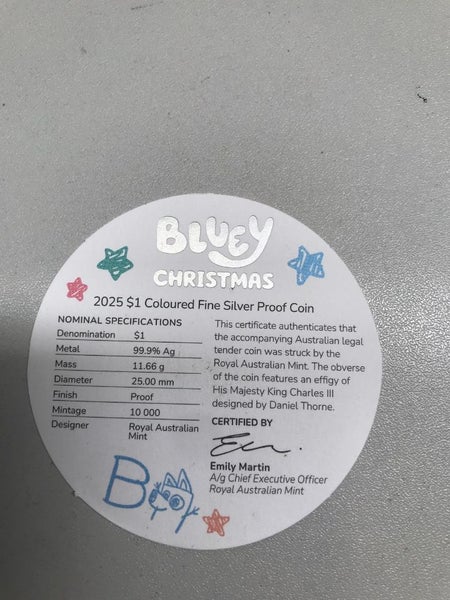 BLUEY
CHRISTMAS
2025 $1 Coloured Fine Silver Proof Coin
NOMINAL SPECIFICATIONS
Denomination $1
Metal 99.9% Ag
Mass 11.66 g
Diameter 25.00 mm
Finish Proof
Mintage 10 000
Designer Royal Australian
Mint
This certificate authenticates that
the accompanying Australian legal
tender coin was struck by the
Royal Australian Mint. The obverse
of the coin features an effigy of
His Majesty King Charles III
designed by Daniel Thorne.
CERTIFIED BY
Emily Martin
A/g Chief Executive Officer
Royal Australian Mint